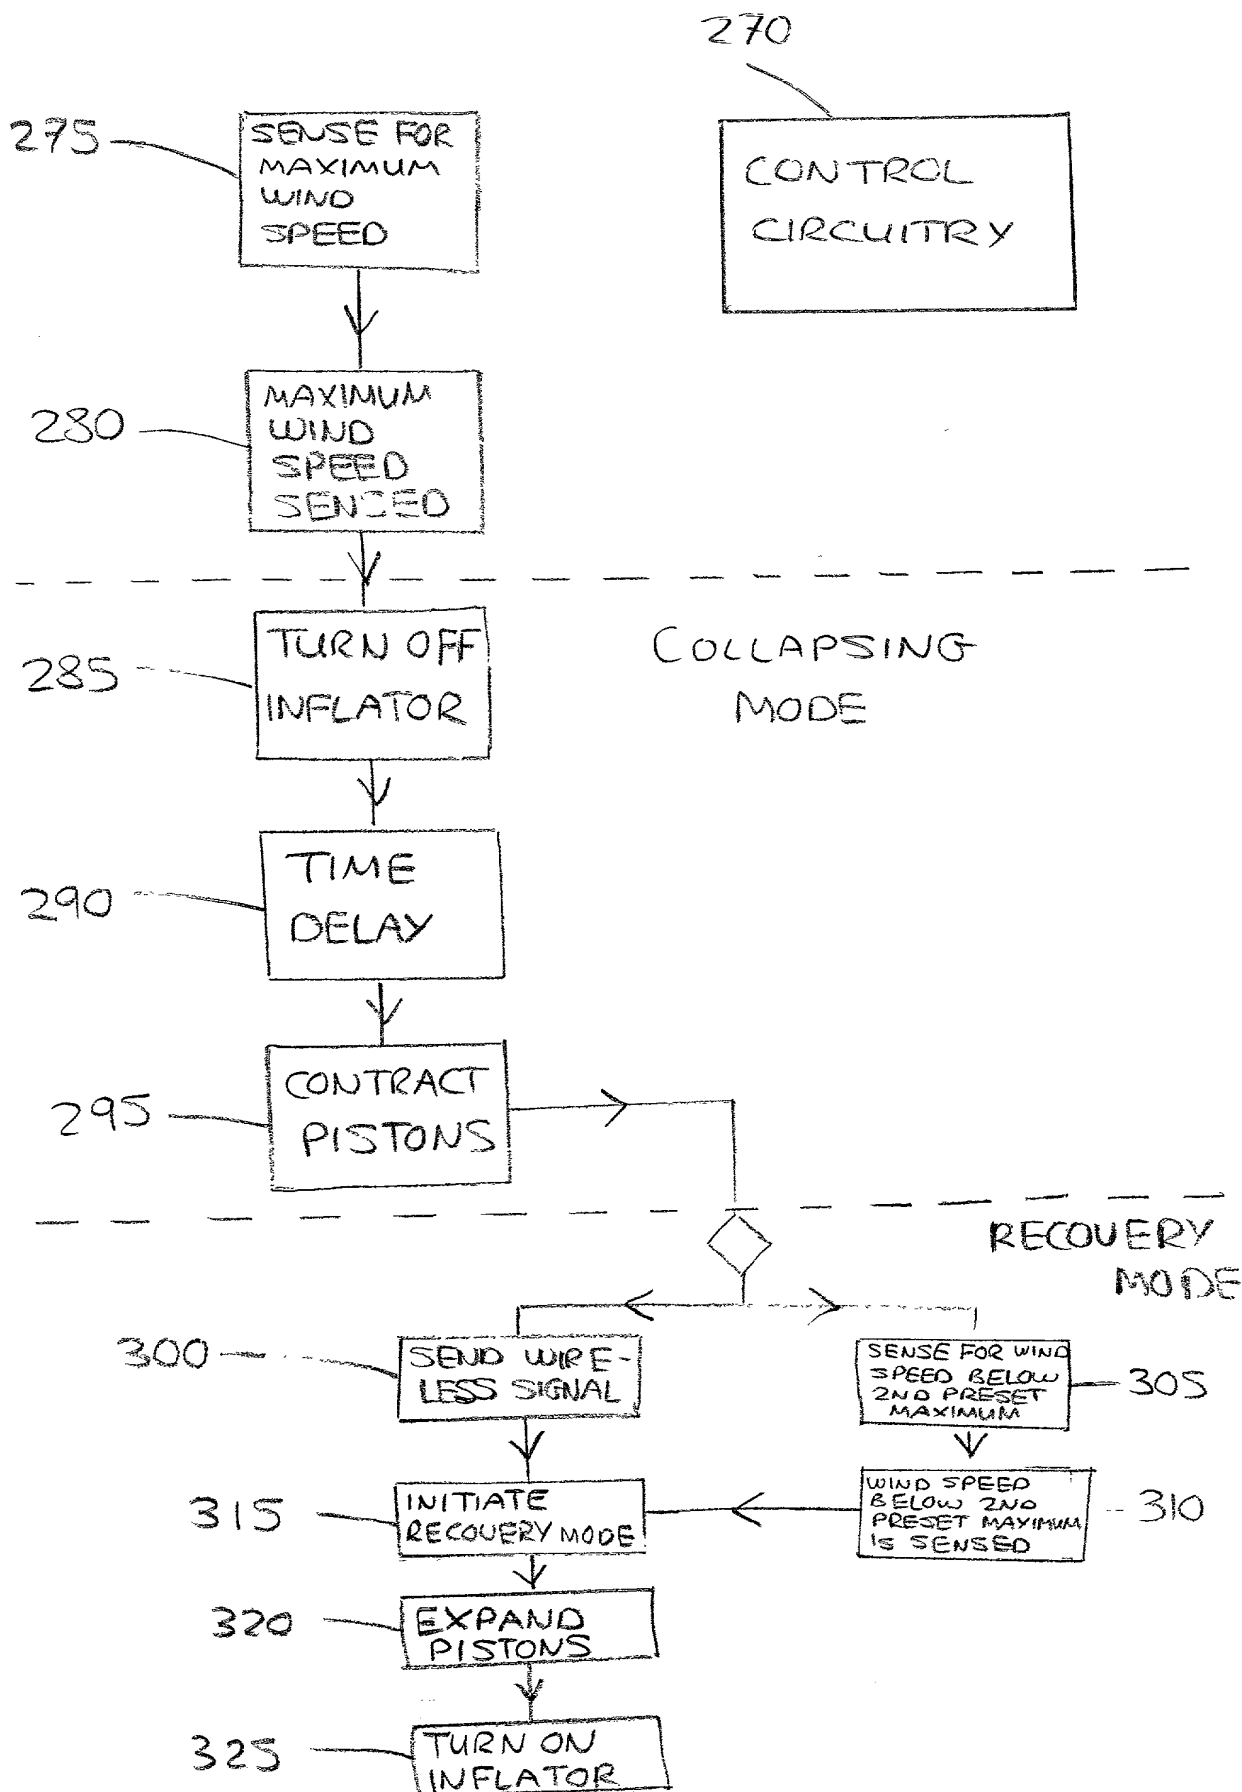 270
275
SENSE FOR
MAXIMUM
WIND
SPEED
CONTROL
CIRCUITRY
280
MAXIMUM
WIND
SPEED
SENSED
285
TURN OFF
INFLATOR
COLLAPSING
MODE
290
TIME
DELAY
295
CONTRACT
PISTONS
RECOVERY
MODE
300
SEND WIRE-
LESS SIGNAL
SENSE FOR WIND
SPEED BELOW
2ND PRESET
MAXIMUM
305
315
INITIATE
RECOVERY MODE
WIND SPEED
BELOW 2ND
PRESET MAXIMUM
IS SENSED
310
320
EXPAND
PISTONS
325
TURN ON
INFLATOR